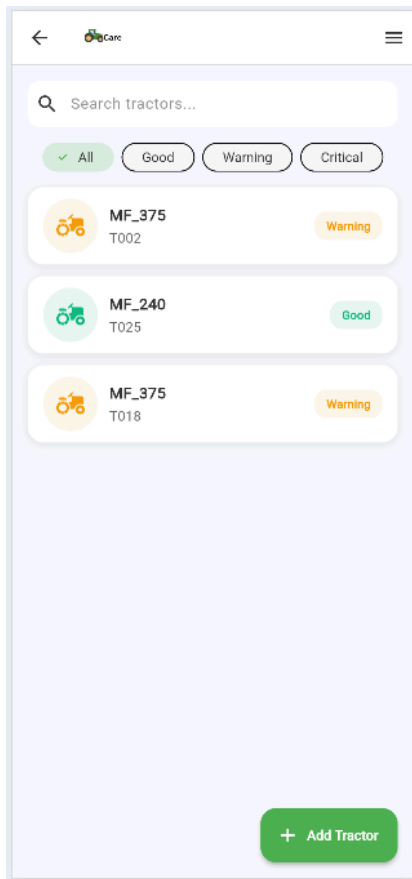 Care
Search tractors...
All Good Warning Critical
MF_375
T002
Warning
MF_240
T025
Good
MF_375
T018
Warning
+ Add Tractor